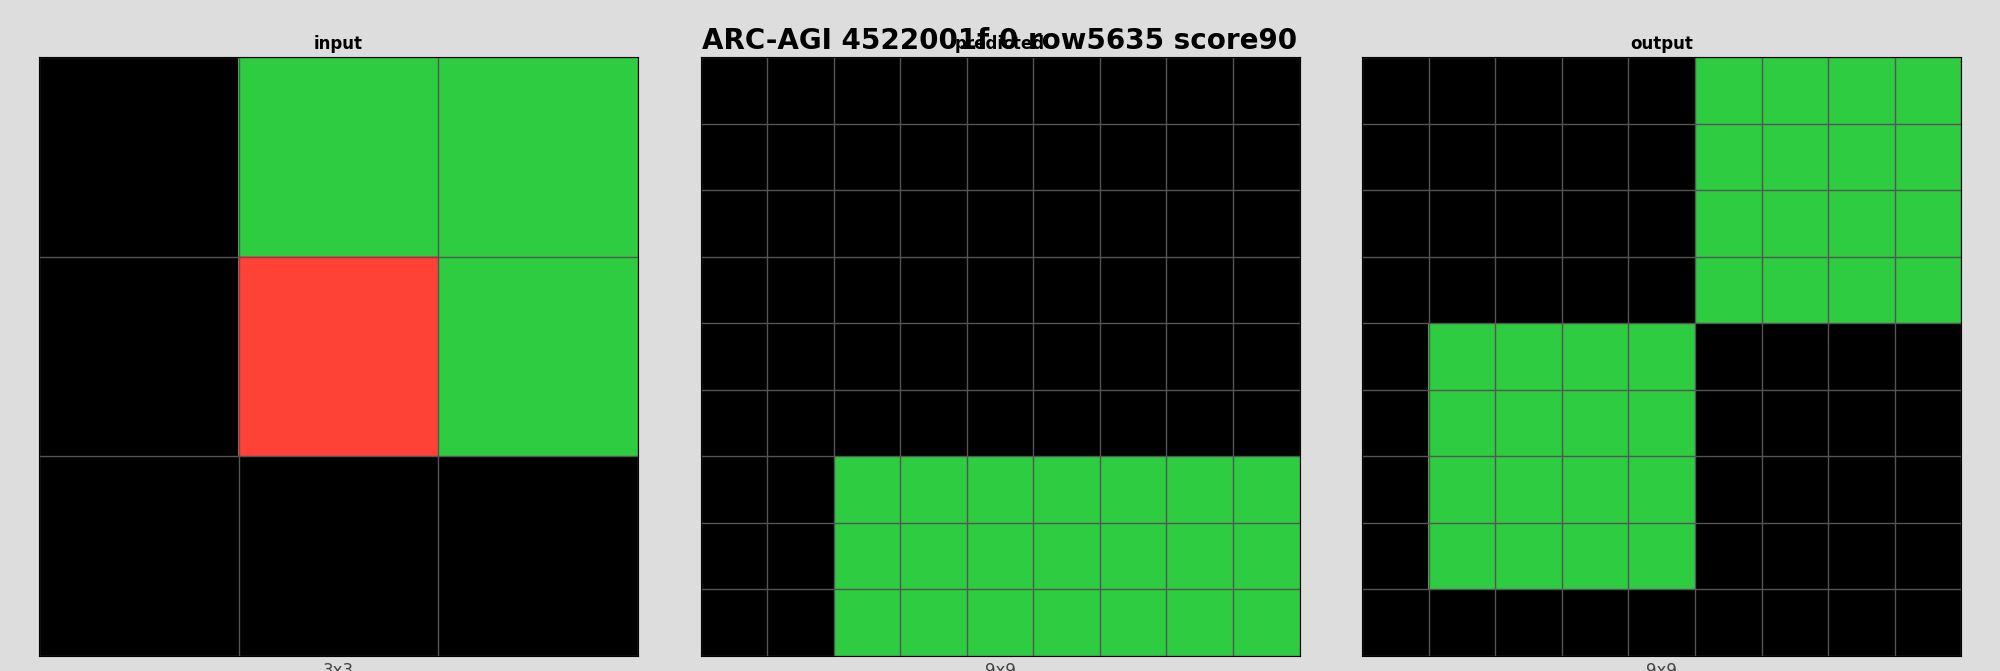 ARC-AGI 4522001f.0 row5635 score90
input
predicted
output
3x3
9x9
9x9